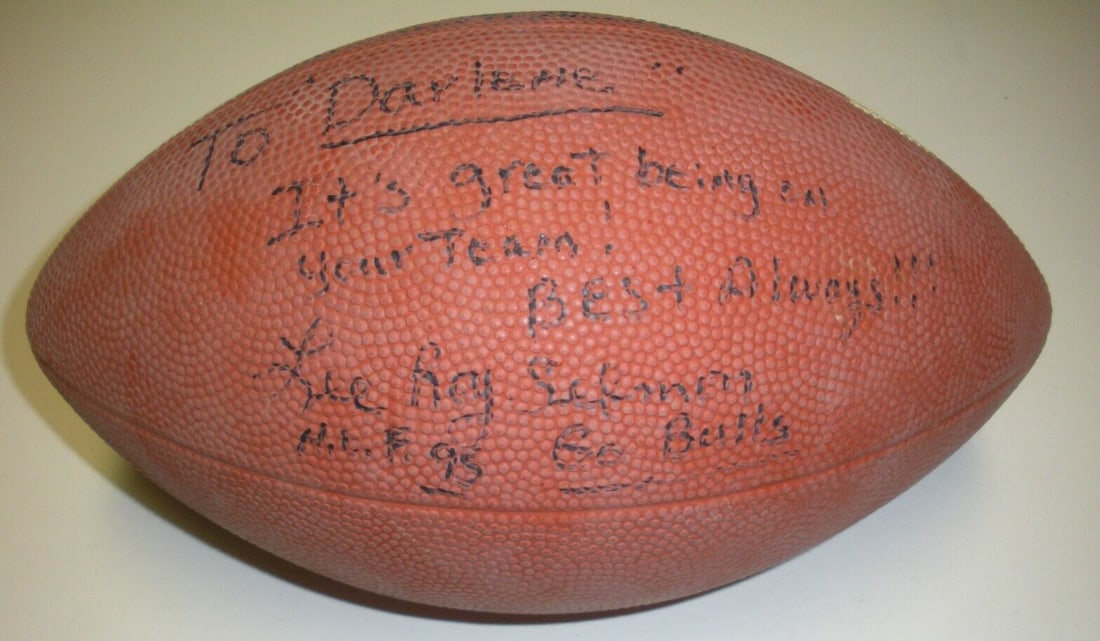 To "Darlene"
It's great being on
your Team!
BEST Always!!!
Lee Roy Selmon
H.O.F. 95 Go Bulls